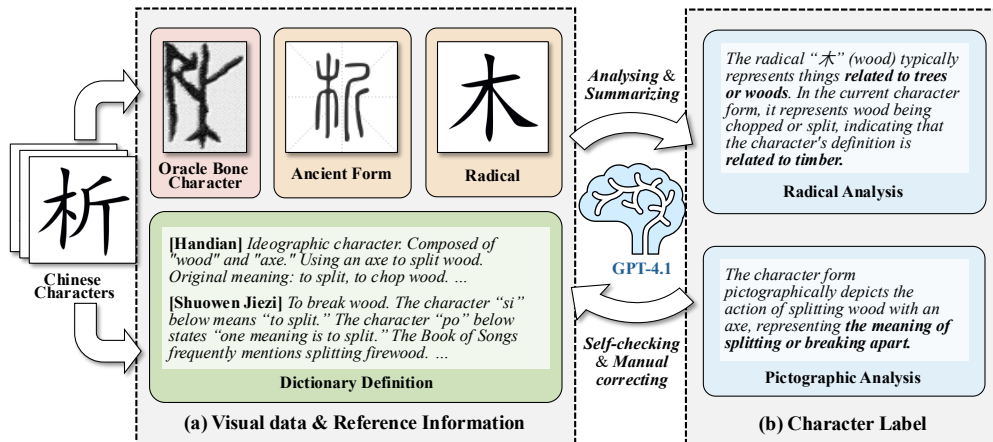 析
Chinese
Characters
Oracle Bone
Character
析
Ancient Form
木
Radical
[Handian] Ideographic character. Composed of
"wood" and "axe." Using an axe to split wood.
Original meaning: to split, to chop wood. …
[Shuowen Jiezi] To break wood. The character “si”
below means “to split.” The character “po” below
states “one meaning is to split.” The Book of Songs
frequently mentions splitting firewood. …
Dictionary Definition
(a) Visual data & Reference Information
Analysing &
Summarizing
GPT-4.1
Self-checking
& Manual
correcting
The radical “木” (wood) typically
represents things related to trees
or woods. In the current character
form, it represents wood being
chopped or split, indicating that
the character's definition is
related to timber.
Radical Analysis
The character form
pictographically depicts the
action of splitting wood with an
axe, representing the meaning of
splitting or breaking apart.
Pictographic Analysis
(b) Character Label